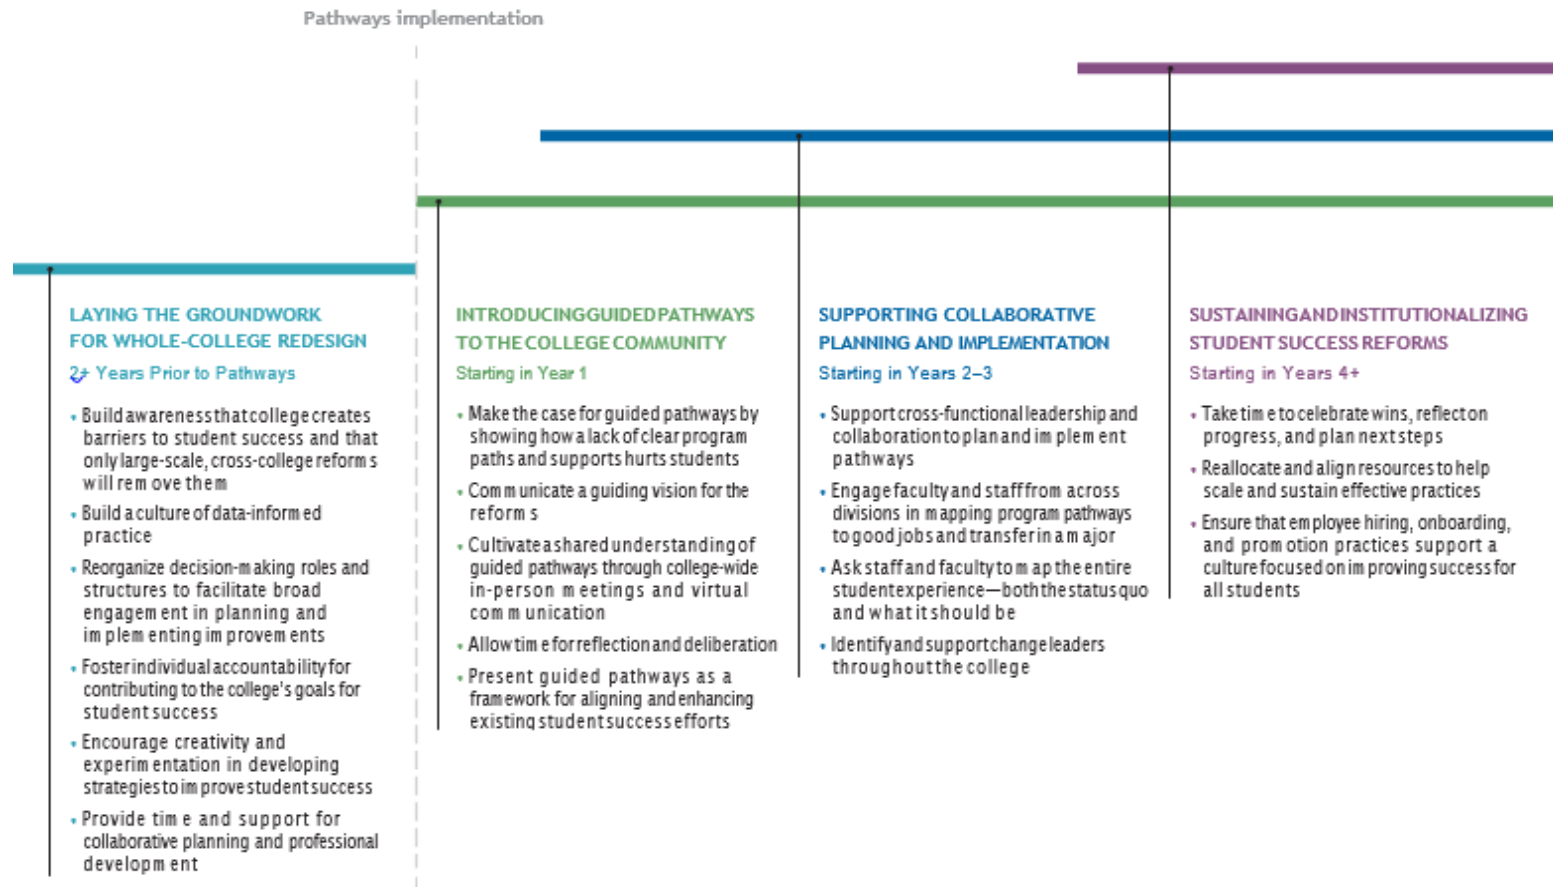 Pathways implementation
LAYING THE GROUNDWORK
FOR WHOLE-COLLEGE REDESIGN
2+ Years Prior to Pathways
• Build awareness that college creates
barriers to student success and that
only large-scale, cross-college reforms
will remove them
• Build a culture of data-informed
practice
• Reorganize decision-making roles and
structures to facilitate broad
engagement in planning and
implementing improvements
• Foster individual accountability for
contributing to the college's goals for
student success
• Encourage creativity and
experimentation in developing
strategies to improve student success
• Provide time and support for
collaborative planning and professional
development
INTRODUCING GUIDED PATHWAYS
TO THE COLLEGE COMMUNITY
Starting in Year 1
• Make the case for guided pathways by
showing how a lack of clear program
paths and supports hurts students
• Communicate a guiding vision for the
reforms
• Cultivate a shared understanding of
guided pathways through college-wide
in-person meetings and virtual
communication
• Allow time for reflection and deliberation
• Present guided pathways as a
framework for aligning and enhancing
existing student success efforts
SUPPORTING COLLABORATIVE
PLANNING AND IMPLEMENTATION
Starting in Years 2–3
• Support cross-functional leadership and
collaboration to plan and implement
pathways
• Engage faculty and staff from across
divisions in mapping program pathways
to good jobs and transfer in a major
• Ask staff and faculty to map the entire
student experience—both the status quo
and what it should be
• Identify and support change leaders
throughout the college
SUSTAINING AND INSTITUTIONALIZING
STUDENT SUCCESS REFORMS
Starting in Years 4+
• Take time to celebrate wins, reflect on
progress, and plan next steps
• Reallocate and align resources to help
scale and sustain effective practices
• Ensure that employee hiring, onboarding,
and promotion practices support a
culture focused on improving success for
all students